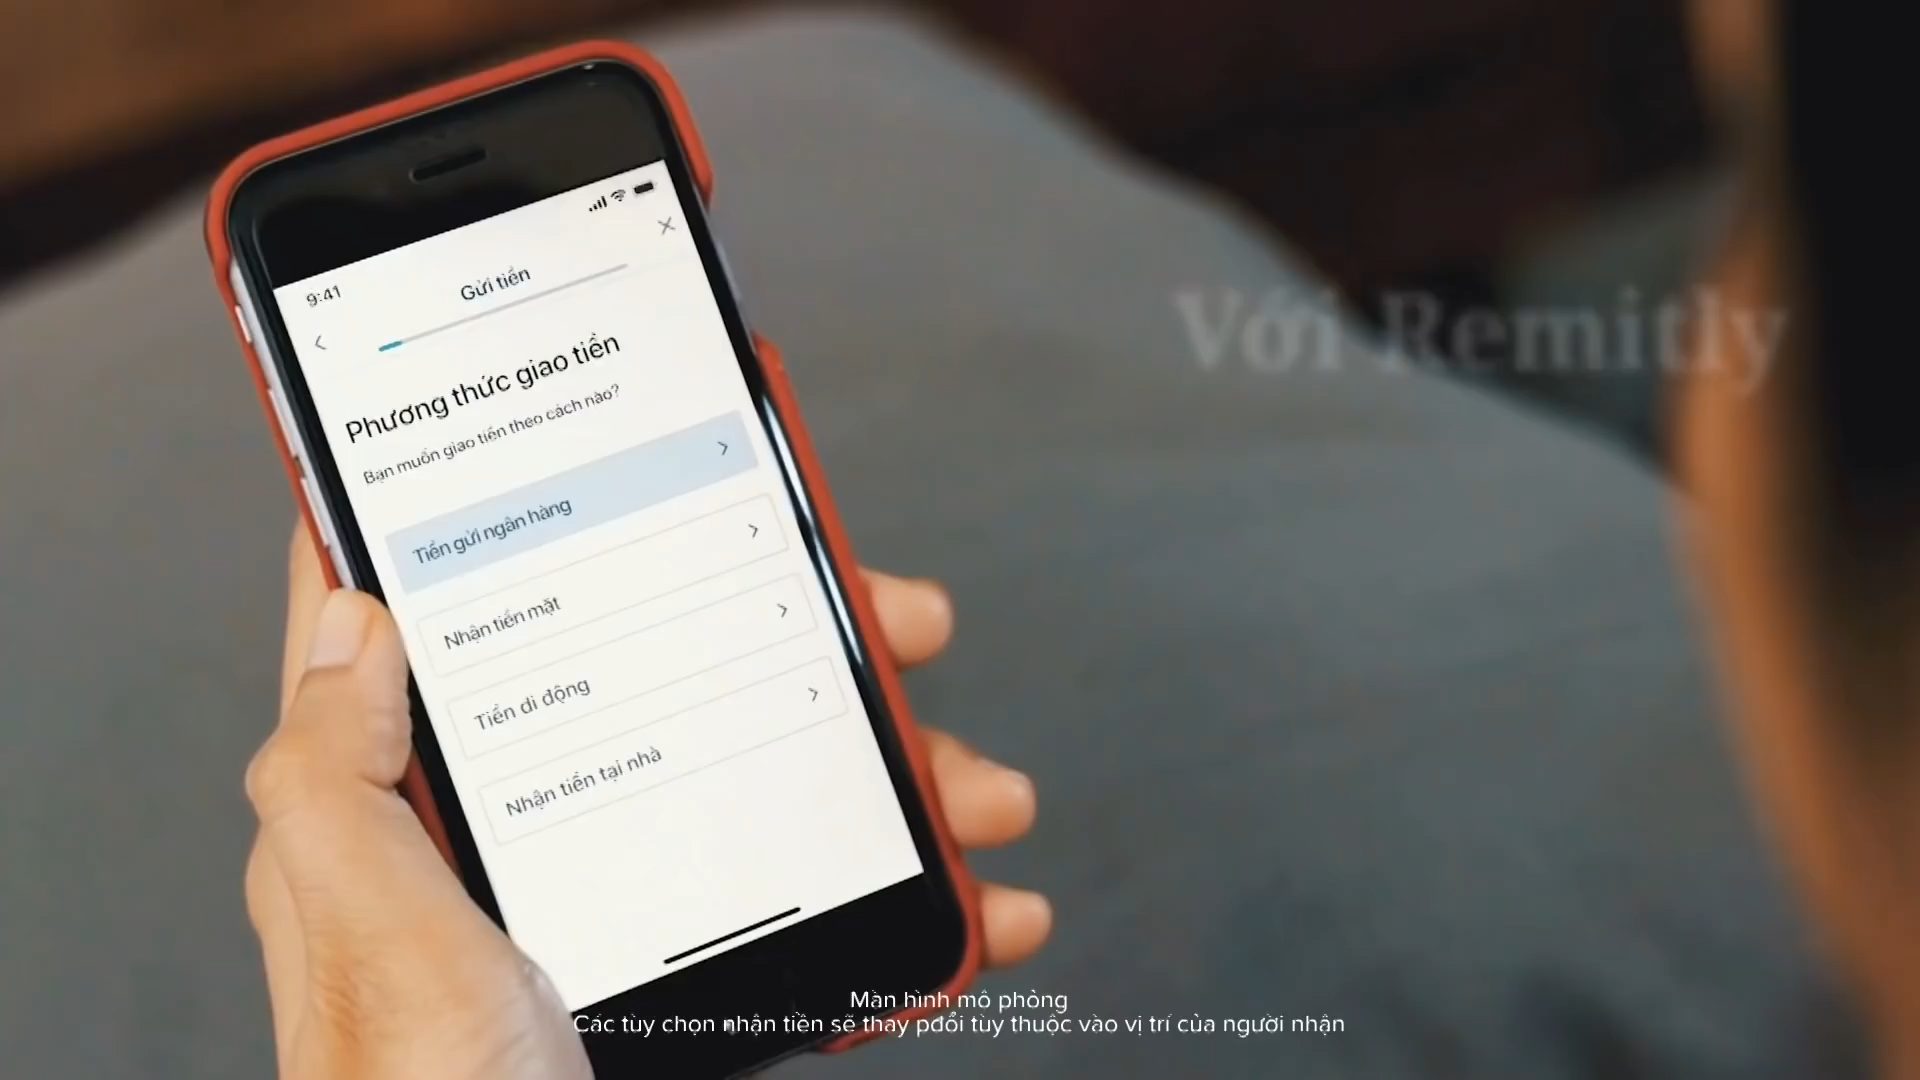 9:41
Gửi tiền
Phương thức giao tiền
Bạn muốn giao tiền theo cách nào?
Tiền gửi ngân hàng
Nhận tiền mặt
Tiền di động
Nhận tiền tại nhà
Với Remitly
Màn hình mô phỏng
Các tùy chọn nhận tiền sẽ thay pđổi tùy thuộc vào vị trí của người nhận